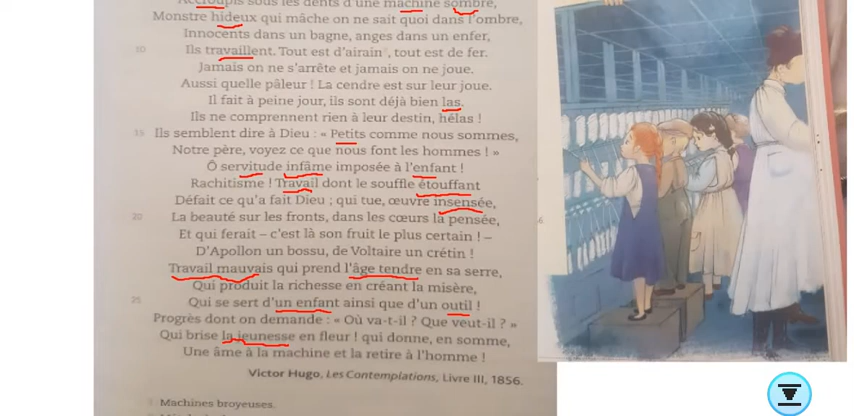 Accroupis sous les dents d'une machine sombre,
Monstre hideux qui mâche on ne sait quoi dans l'ombre,
Innocents dans un bagne, anges dans un enfer,
10 Ils travaillent. Tout est d'airain, tout est de fer.
Jamais on ne s'arrête et jamais on ne joue.
Aussi quelle pâleur ! La cendre est sur leur joue.
Il fait à peine jour, ils sont déjà bien las.
Ils ne comprennent rien à leur destin, hélas !
15 Ils semblent dire à Dieu : « Petits comme nous sommes,
Notre père, voyez ce que nous font les hommes ! »
Ô servitude infâme imposée à l'enfant !
Rachitisme ! Travail dont le souffle étouffant
Défait ce qu'a fait Dieu ; qui tue, œuvre insensée,
20 La beauté sur les fronts, dans les cœurs la pensée,
Et qui ferait – c'est là son fruit le plus certain ! –
D'Apollon un bossu, de Voltaire un crétin !
Travail mauvais qui prend l'âge tendre en sa serre,
Qui produit la richesse en créant la misère,
25 Qui se sert d'un enfant ainsi que d'un outil !
Progrès dont on demande : « Où va-t-il ? Que veut-il ? »
Qui brise la jeunesse en fleur ! qui donne, en somme,
Une âme à la machine et la retire à l'homme !
Victor Hugo, Les Contemplations, Livre III, 1856.
Machines broyeuses.